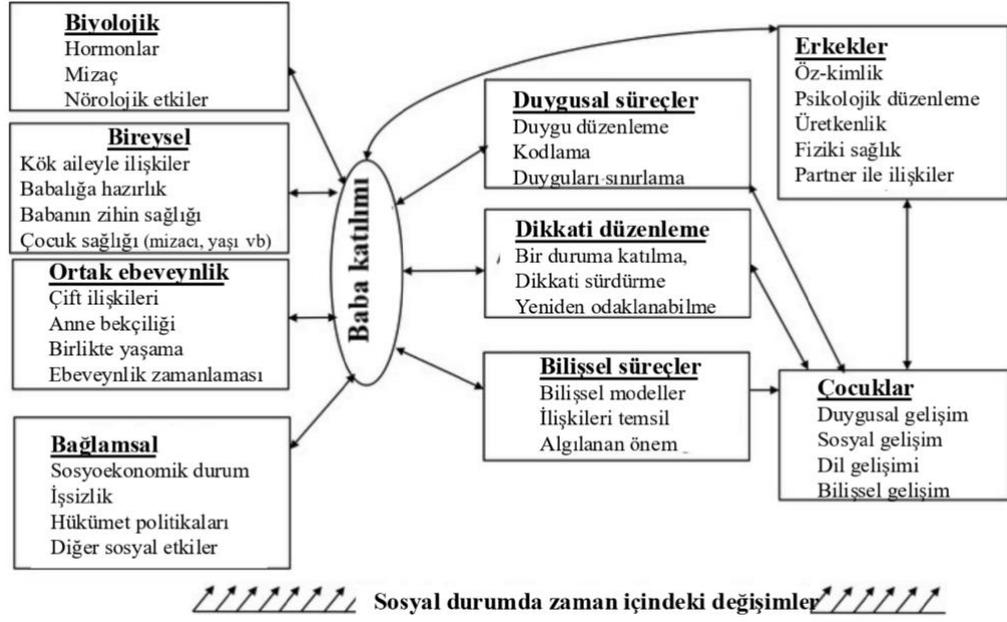 Biyolojik
Hormonlar
Mizaç
Nörolojik etkiler
Bireysel
Kök aileyle ilişkiler
Babalığa hazırlık
Babanın zihin sağlığı
Çocuk sağlığı (mizacı, yaşı vb)
Ortak ebeveynlik
Çift ilişkileri
Anne bekçiliği
Birlikte yaşama
Ebeveynlik zamanlaması
Bağlamsal
Sosyoekonomik durum
İşsizlik
Hükümet politikaları
Diğer sosyal etkiler
Baba katılımı
Duygusal süreçler
Duygu düzenleme
Kodlama
Duyguları sınırlama
Dikkati düzenleme
Bir duruma katılma,
Dikkati sürdürme
Yeniden odaklanabilme
Bilişsel süreçler
Bilişsel modeller
İlişkileri temsil
Algılanan önem
Erkekler
Öz-kimlik
Psikolojik düzenleme
Üretkenlik
Fiziki sağlık
Partner ile ilişkiler
Çocuklar
Duygusal gelişim
Sosyal gelişim
Dil gelişimi
Bilişsel gelişim
Sosyal durumda zaman içindeki değişimler